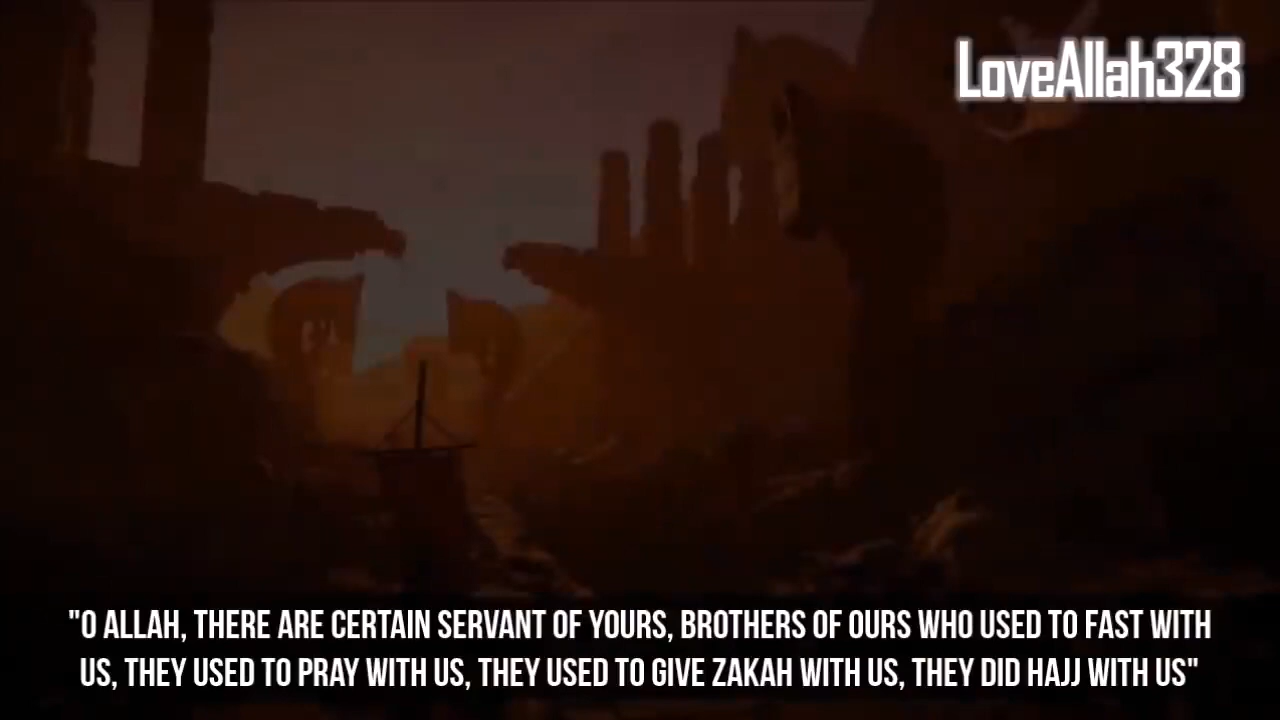 LoveAllah328
"O ALLAH, THERE ARE CERTAIN SERVANT OF YOURS, BROTHERS OF OURS WHO USED TO FAST WITH
US, THEY USED TO PRAY WITH US, THEY USED TO GIVE ZAKAH WITH US, THEY DID HAJJ WITH US"